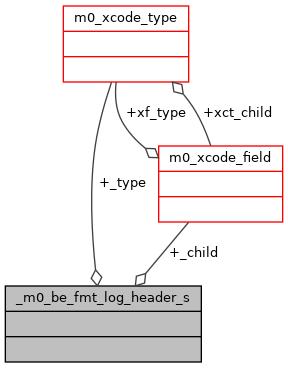 m0_xcode_type
+xf_type
+xct_child
m0_xcode_field
+_type
+_child
_m0_be_fmt_log_header_s